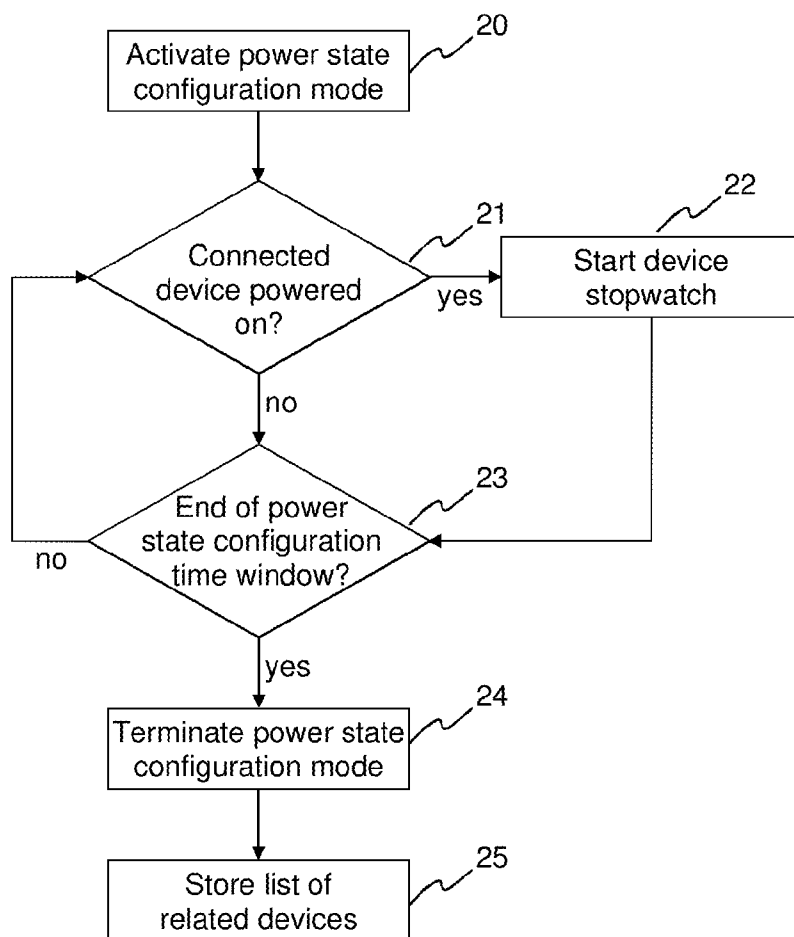 20
Activate power state
configuration mode
21
22
Connected
device powered
on?
yes
Start device
stopwatch
no
23
End of power
state configuration
time window?
no
yes
24
Terminate power state
configuration mode
25
Store list of
related devices